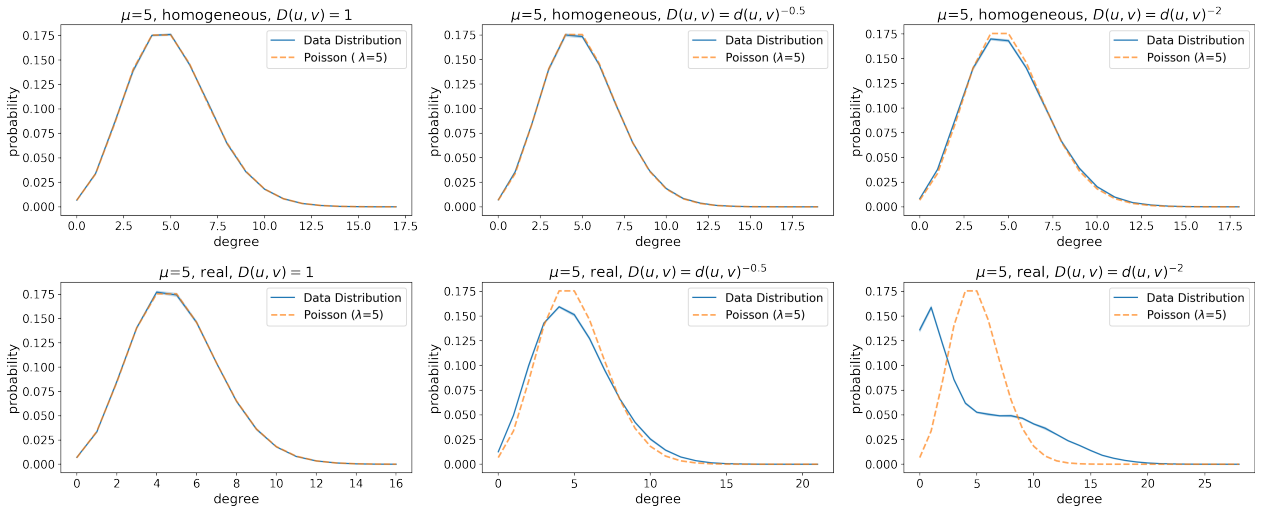 μ=5, homogeneous, D(u, v) = 1
probability
0.175
0.150
0.125
0.100
0.075
0.050
0.025
0.000
Data Distribution
Poisson ( λ=5)
0.0 2.5 5.0 7.5 10.0 12.5 15.0 17.5
degree
μ=5, homogeneous, D(u, v) = d(u, v)^{-0.5}
probability
0.175
0.150
0.125
0.100
0.075
0.050
0.025
0.000
Data Distribution
Poisson (λ=5)
0.0 2.5 5.0 7.5 10.0 12.5 15.0 17.5
degree
μ=5, homogeneous, D(u, v) = d(u, v)^{-2}
probability
0.175
0.150
0.125
0.100
0.075
0.050
0.025
0.000
Data Distribution
Poisson (λ=5)
0.0 2.5 5.0 7.5 10.0 12.5 15.0 17.5
degree
μ=5, real, D(u, v) = 1
probability
0.175
0.150
0.125
0.100
0.075
0.050
0.025
0.000
Data Distribution
Poisson (λ=5)
0 2 4 6 8 10 12 14 16
degree
μ=5, real, D(u, v) = d(u, v)^{-0.5}
probability
0.175
0.150
0.125
0.100
0.075
0.050
0.025
0.000
Data Distribution
Poisson (λ=5)
0 5 10 15 20
degree
μ=5, real, D(u, v) = d(u, v)^{-2}
probability
0.175
0.150
0.125
0.100
0.075
0.050
0.025
0.000
Data Distribution
Poisson (λ=5)
0 5 10 15 20 25
degree